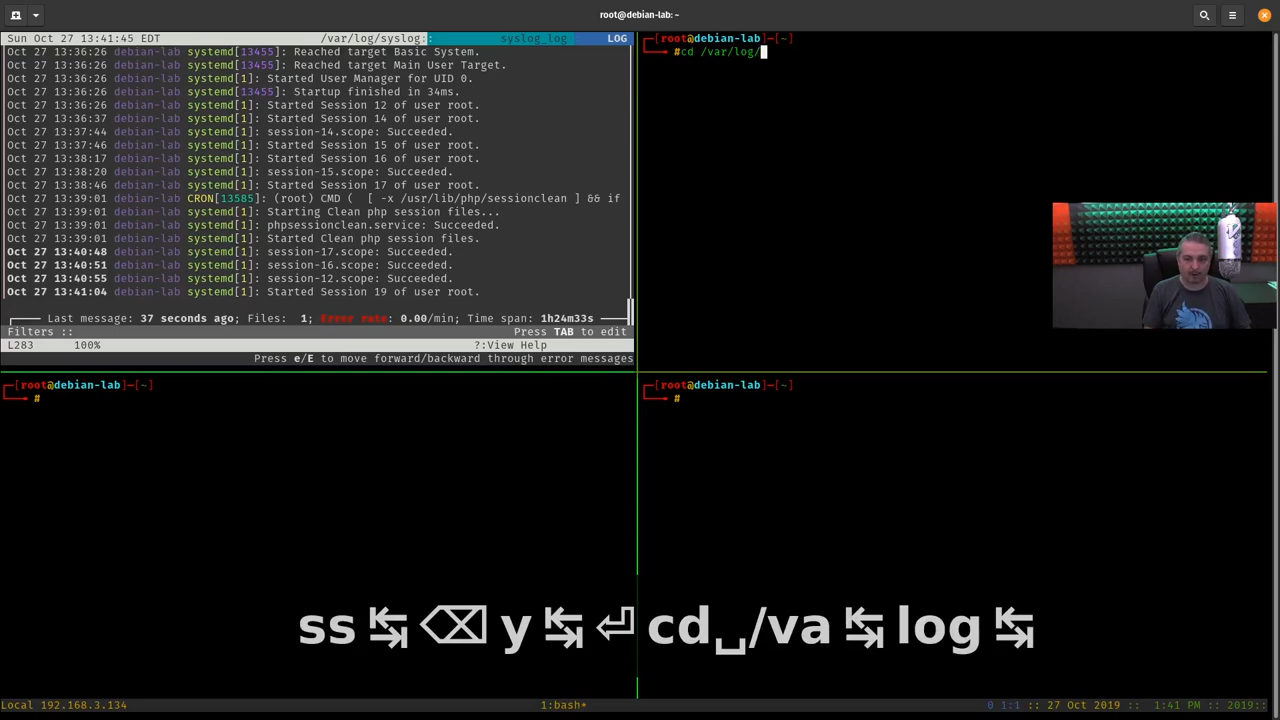 root@debian-lab: ~
Sun Oct 27 13:41:45 EDT /var/log/syslog: syslog_log LOG
Oct 27 13:36:26 debian-lab systemd[13455]: Reached target Basic System.
Oct 27 13:36:26 debian-lab systemd[13455]: Reached target Main User Target.
Oct 27 13:36:26 debian-lab systemd[1]: Started User Manager for UID 0.
Oct 27 13:36:26 debian-lab systemd[13455]: Startup finished in 34ms.
Oct 27 13:36:26 debian-lab systemd[1]: Started Session 12 of user root.
Oct 27 13:36:37 debian-lab systemd[1]: Started Session 14 of user root.
Oct 27 13:37:44 debian-lab systemd[1]: session-14.scope: Succeeded.
Oct 27 13:37:46 debian-lab systemd[1]: Started Session 15 of user root.
Oct 27 13:38:17 debian-lab systemd[1]: Started Session 16 of user root.
Oct 27 13:38:20 debian-lab systemd[1]: session-15.scope: Succeeded.
Oct 27 13:38:46 debian-lab systemd[1]: Started Session 17 of user root.
Oct 27 13:39:01 debian-lab CRON[13585]: (root) CMD (  [ -x /usr/lib/php/sessionclean ] && if
Oct 27 13:39:01 debian-lab systemd[1]: Starting Clean php session files...
Oct 27 13:39:01 debian-lab systemd[1]: phpsessionclean.service: Succeeded.
Oct 27 13:39:01 debian-lab systemd[1]: Started Clean php session files.
Oct 27 13:40:48 debian-lab systemd[1]: session-17.scope: Succeeded.
Oct 27 13:40:51 debian-lab systemd[1]: session-16.scope: Succeeded.
Oct 27 13:40:55 debian-lab systemd[1]: session-12.scope: Succeeded.
Oct 27 13:41:04 debian-lab systemd[1]: Started Session 19 of user root.
Last message: 37 seconds ago; Files: 1; Error rate: 0.00/min; Time span: 1h24m33s
Filters :: Press TAB to edit
L283 100% ?:View Help
Press e/E to move forward/backward through error messages
[root@debian-lab]─[~]
#cd /var/log/
[root@debian-lab]─[~]
#
[root@debian-lab]─[~]
#
ss↹⌫y↹⏎cd␣/va↹log↹
Local 192.168.3.134 1:bash* 0 1:1 :: 27 Oct 2019 :: 1:41 PM :: 2019::